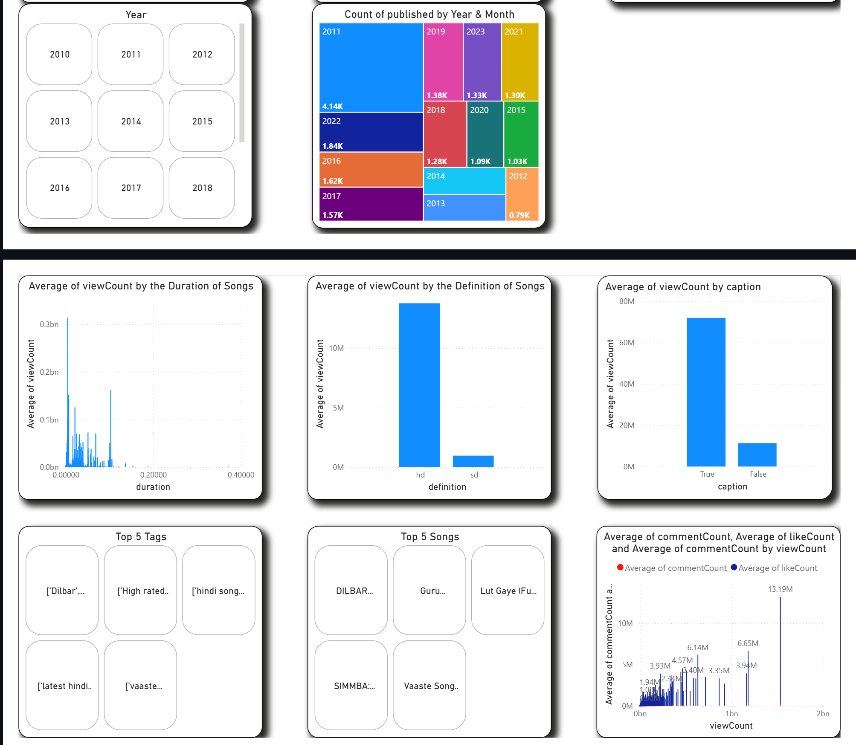 Year
2010
2011
2012
2013
2014
2015
2016
2017
2018
Count of published by Year & Month
2011
4.14K
2022
1.84K
2016
1.62K
2017
1.57K
2019
1.38K
2023
1.33K
2021
1.30K
2018
1.28K
2020
1.09K
2015
1.03K
2014
2013
2012
0.79K
Average of viewCount by the Duration of Songs
Average of viewCount
0.3bn
0.2bn
0.1bn
0.0bn
0.00000
0.20000
0.40000
duration
Average of viewCount by the Definition of Songs
Average of viewCount
10M
5M
0M
hd
sd
definition
Average of viewCount by caption
Average of viewCount
80M
60M
40M
20M
0M
True
False
caption
Top 5 Tags
['Dilbar',...
['High rated...
['hindi song...
['latest hindi..
['vaaste...
Top 5 Songs
DILBAR...
Guru...
Lut Gaye (Fu...
SIMMBA:...
Vaaste Song..
Average of commentCount, Average of likeCount
and Average of commentCount by viewCount
Average of commentCount
Average of likeCount
Average of commentCount a...
10M
5M
0M
13.19M
6.65M
6.14M
4.57M
3.93M
3.94M
3.35M
1.94M
0bn
1bn
2bn
viewCount